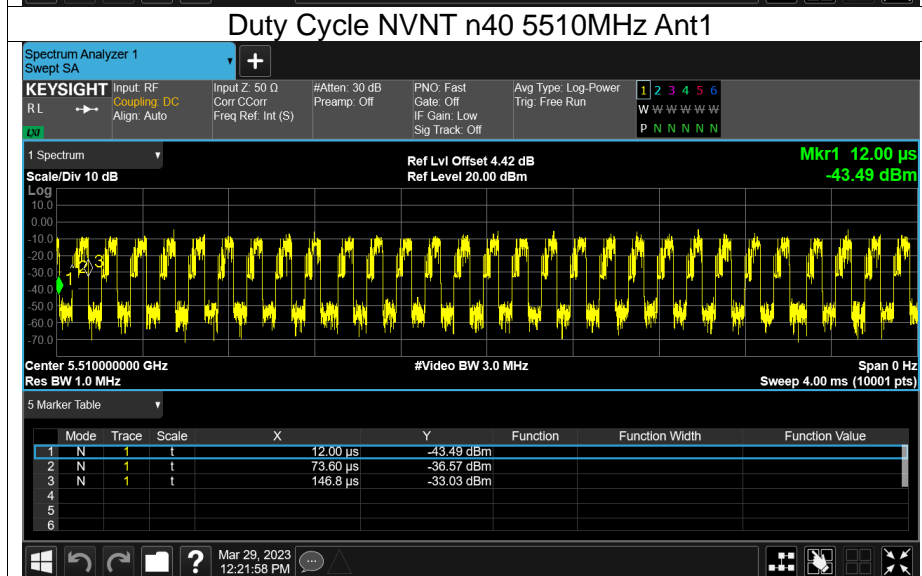 Duty Cycle NVNT n40 5510MHz Ant1
Spectrum Analyzer 1
Swept SA
+
KEYSIGHT Input: RF Input Z: 50 Ω #Atten: 30 dB PNO: Fast Avg Type: Log-Power 1 2 3 4 5 6
RL Coupling: DC Corr CCorr Preamp: Off Gate: Off Trig: Free Run W W W W W W
Align: Auto Freq Ref: Int (S) IF Gain: Low
LXI Sig Track: Off P N N N N N
1 Spectrum Ref Lvl Offset 4.42 dB Mkr1 12.00 µs
Scale/Div 10 dB Ref Level 20.00 dBm -43.49 dBm
Log
10.0
0.00
-10.0
-20.0
-30.0
-40.0
-50.0
-60.0
-70.0
1 2 3
Center 5.510000000 GHz #Video BW 3.0 MHz Span 0 Hz
Res BW 1.0 MHz Sweep 4.00 ms (10001 pts)
5 Marker Table
Mode Trace Scale X Y Function Function Width Function Value
1 N 1 t 12.00 µs -43.49 dBm
2 N 1 t 73.60 µs -36.57 dBm
3 N 1 t 146.8 µs -33.03 dBm
4
5
6
? Mar 29, 2023
12:21:58 PM